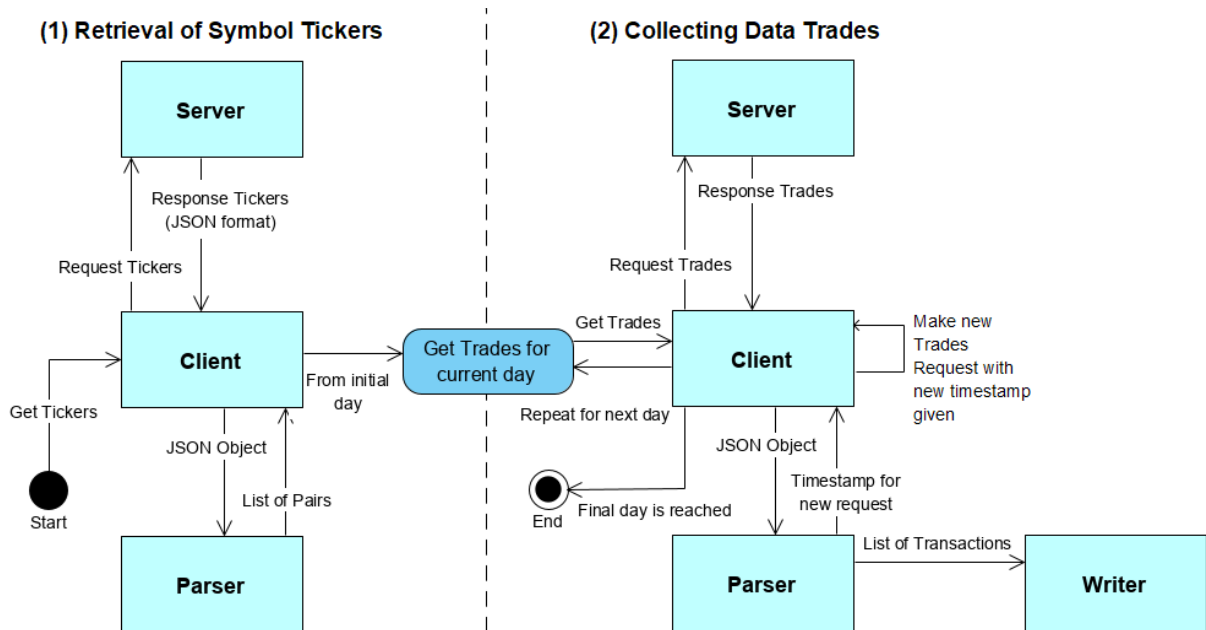 (1) Retrieval of Symbol Tickers
Server
Response Tickers
(JSON format)
Request Tickers
Client
Get Tickers
Start
From initial
day
JSON Object
List of Pairs
Parser
Get Trades for
current day
(2) Collecting Data Trades
Server
Response Trades
Request Trades
Get Trades
Client
Make new
Trades
Request with
new timestamp
given
Repeat for next day
JSON Object
Timestamp for
new request
End
Final day is reached
List of Transactions
Parser
Writer